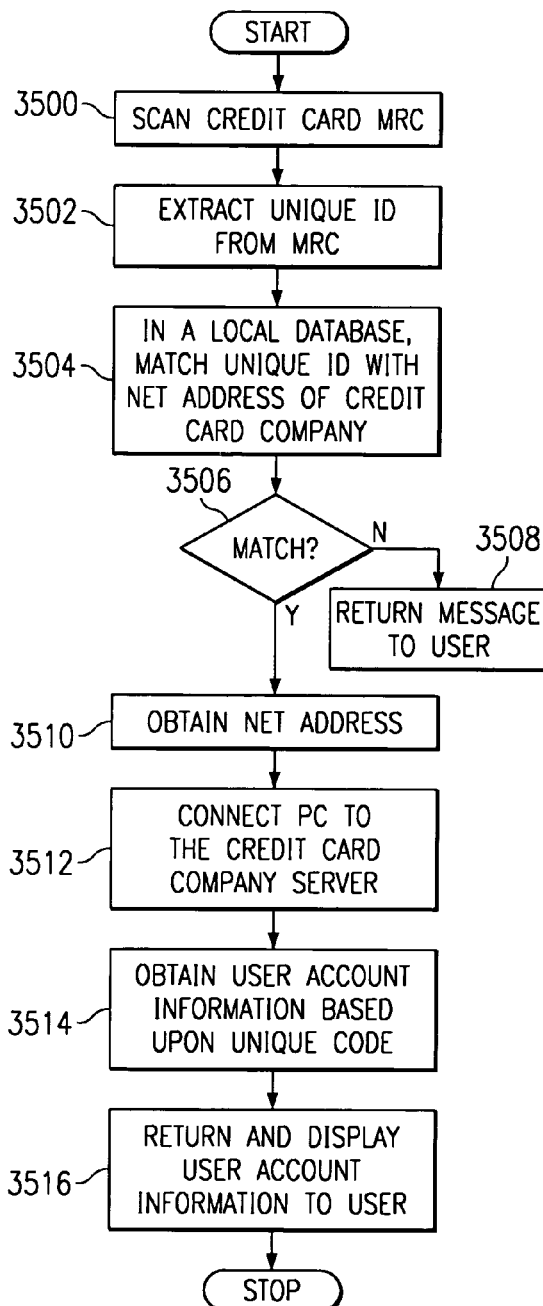 START
3500
SCAN CREDIT CARD MRC
3502
EXTRACT UNIQUE ID
FROM MRC
3504
IN A LOCAL DATABASE,
MATCH UNIQUE ID WITH
NET ADDRESS OF CREDIT
CARD COMPANY
3506
MATCH?
N
3508
RETURN MESSAGE
TO USER
Y
3510
OBTAIN NET ADDRESS
3512
CONNECT PC TO
THE CREDIT CARD
COMPANY SERVER
3514
OBTAIN USER ACCOUNT
INFORMATION BASED
UPON UNIQUE CODE
3516
RETURN AND DISPLAY
USER ACCOUNT
INFORMATION TO USER
STOP